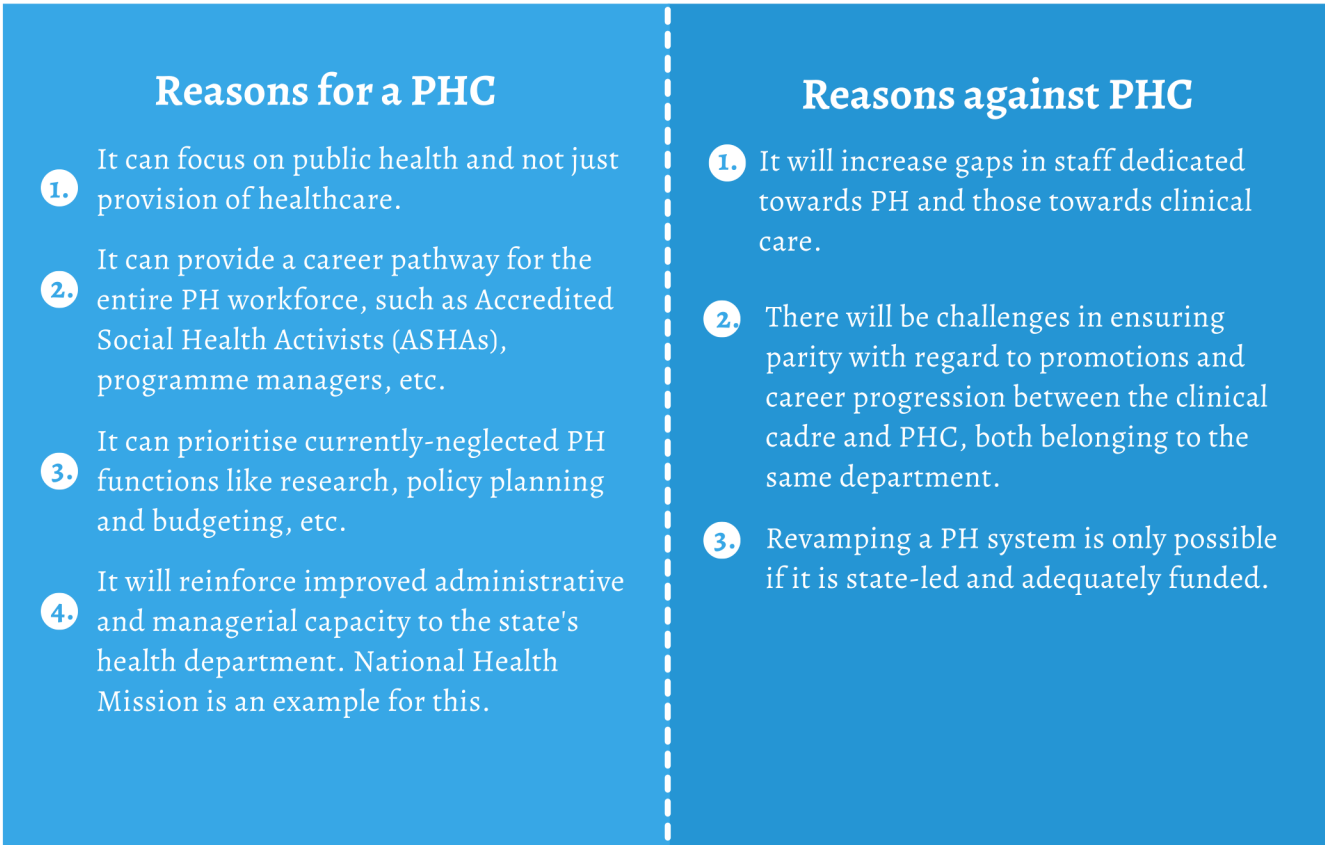 Reasons for a PHC
1.
It can focus on public health and not just
provision of healthcare.
2.
It can provide a career pathway for the
entire PH workforce, such as Accredited
Social Health Activists (ASHAs),
programme managers, etc.
3.
It can prioritise currently-neglected PH
functions like research, policy planning
and budgeting, etc.
4.
It will reinforce improved administrative
and managerial capacity to the state's
health department. National Health
Mission is an example for this.
Reasons against PHC
1.
It will increase gaps in staff dedicated
towards PH and those towards clinical
care.
2.
There will be challenges in ensuring
parity with regard to promotions and
career progression between the clinical
cadre and PHC, both belonging to the
same department.
3.
Revamping a PH system is only possible
if it is state-led and adequately funded.